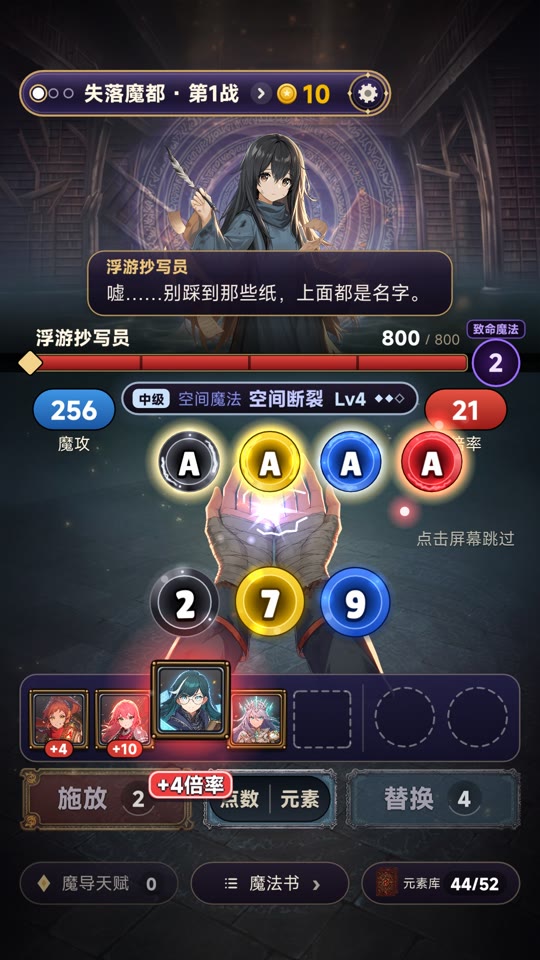 失落魔都 · 第1战 › 10
浮游抄写员
嘘……别踩到那些纸，上面都是名字。
浮游抄写员
800 / 800
致命魔法
2
256
魔攻
中级 空间魔法 空间断裂 Lv4
21
倍率
A A A A
点击屏幕跳过
2 7 9
+4
+10
+4倍率
施放 2
点数 | 元素
替换 4
魔导天赋 0
魔法书 ›
元素库 44/52